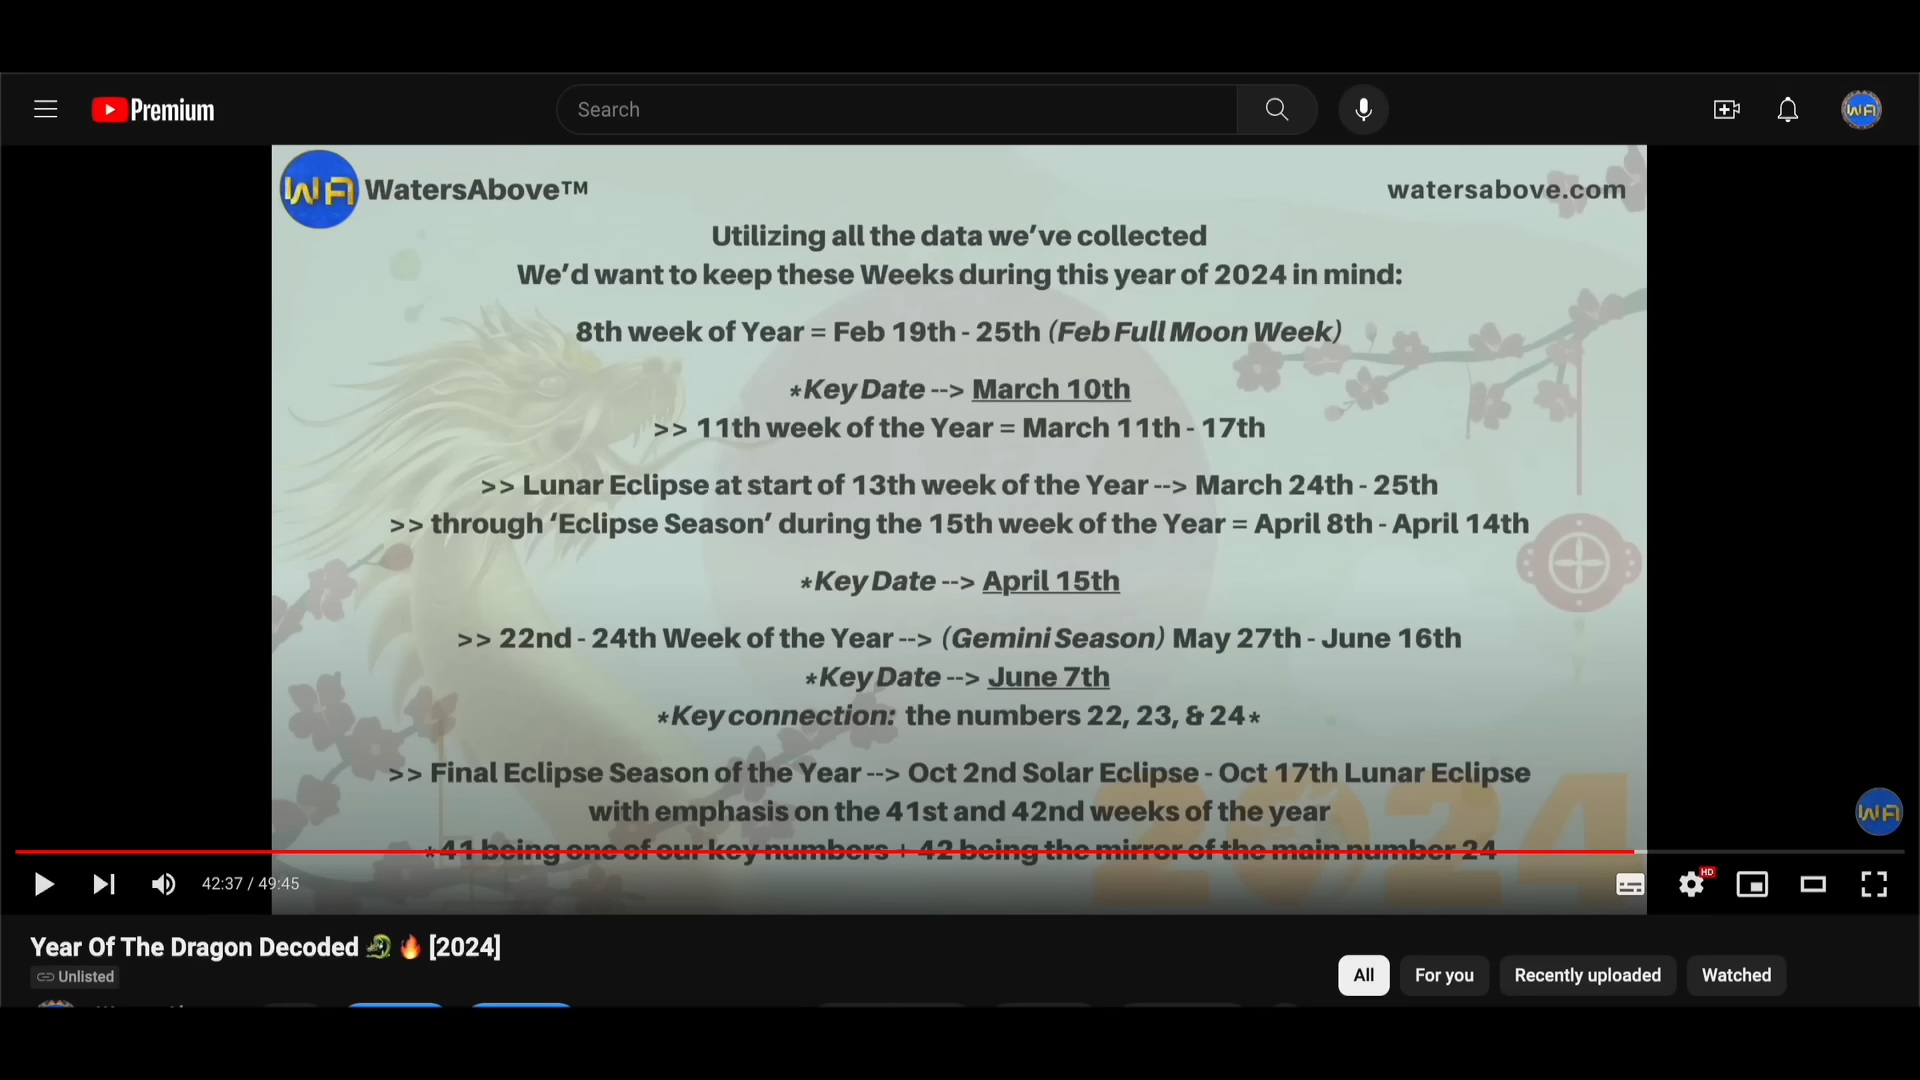 Premium
Search
WA
WA
WatersAbove™
watersabove.com
Utilizing all the data we've collected
We'd want to keep these Weeks during this year of 2024 in mind:
8th week of Year = Feb 19th - 25th (Feb Full Moon Week)
*Key Date --> March 10th
>> 11th week of the Year = March 11th - 17th
>> Lunar Eclipse at start of 13th week of the Year --> March 24th - 25th
>> through ‘Eclipse Season’ during the 15th week of the Year = April 8th - April 14th
*Key Date --> April 15th
>> 22nd - 24th Week of the Year --> (Gemini Season) May 27th - June 16th
*Key Date --> June 7th
*Key connection: the numbers 22, 23, & 24*
>> Final Eclipse Season of the Year --> Oct 2nd Solar Eclipse - Oct 17th Lunar Eclipse
with emphasis on the 41st and 42nd weeks of the year
*41 being one of our key numbers + 42 being the mirror of the main number 24
2024
WA
42:37 / 49:45
HD
Year Of The Dragon Decoded 🐉 🔥 [2024]
Unlisted
All
For you
Recently uploaded
Watched